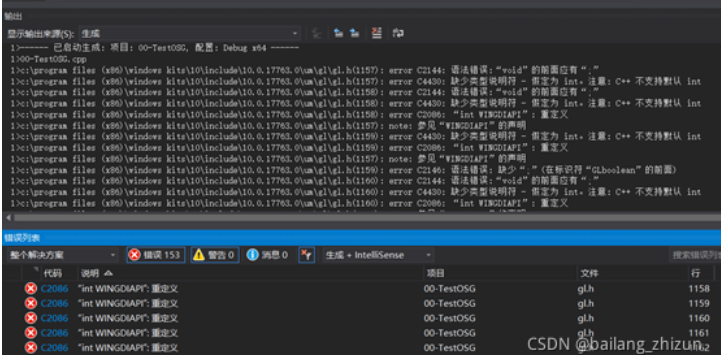 输出
显示输出来源(S): 生成
1>------ 已启动生成: 项目: 00-TestOSG, 配置: Debug x64 ------
1>00-TestOSG.cpp
1>c:\program files (x86)\windows kits\10\include\10.0.17763.0\um\gl\gl.h(1157): error C2144: 语法错误:“void”的前面应有“;”
1>c:\program files (x86)\windows kits\10\include\10.0.17763.0\um\gl\gl.h(1157): error C4430: 缺少类型说明符 - 假定为 int。注意: C++ 不支持默认 int
1>c:\program files (x86)\windows kits\10\include\10.0.17763.0\um\gl\gl.h(1158): error C2144: 语法错误:“void”的前面应有“;”
1>c:\program files (x86)\windows kits\10\include\10.0.17763.0\um\gl\gl.h(1158): error C4430: 缺少类型说明符 - 假定为 int。注意: C++ 不支持默认 int
1>c:\program files (x86)\windows kits\10\include\10.0.17763.0\um\gl\gl.h(1158): error C2086: “int WINGDIAPI”: 重定义
1>c:\program files (x86)\windows kits\10\include\10.0.17763.0\um\gl\gl.h(1157): note: 参见“WINGDIAPI”的声明
1>c:\program files (x86)\windows kits\10\include\10.0.17763.0\um\gl\gl.h(1159): error C4430: 缺少类型说明符 - 假定为 int。注意: C++ 不支持默认 int
1>c:\program files (x86)\windows kits\10\include\10.0.17763.0\um\gl\gl.h(1159): error C2086: “int WINGDIAPI”: 重定义
1>c:\program files (x86)\windows kits\10\include\10.0.17763.0\um\gl\gl.h(1157): note: 参见“WINGDIAPI”的声明
1>c:\program files (x86)\windows kits\10\include\10.0.17763.0\um\gl\gl.h(1159): error C2146: 语法错误: 缺少“;”(在标识符“GLboolean”的前面)
1>c:\program files (x86)\windows kits\10\include\10.0.17763.0\um\gl\gl.h(1160): error C2144: 语法错误:“void”的前面应有“;”
1>c:\program files (x86)\windows kits\10\include\10.0.17763.0\um\gl\gl.h(1160): error C4430: 缺少类型说明符 - 假定为 int。注意: C++ 不支持默认 int
1>c:\program files (x86)\windows kits\10\include\10.0.17763.0\um\gl\gl.h(1160): error C2086: “int WINGDIAPI”: 重定义
错误列表
整个解决方案 错误 153 警告 0 消息 0 生成 + IntelliSense 搜索错误列表
代码 说明 项目 文件 行
C2086 "int WINGDIAPI": 重定义 00-TestOSG gl.h 1158
C2086 "int WINGDIAPI": 重定义 00-TestOSG gl.h 1159
C2086 "int WINGDIAPI": 重定义 00-TestOSG gl.h 1160
C2086 "int WINGDIAPI": 重定义 00-TestOSG gl.h 1161
C2086 "int WINGDIAPI": 重定义 00-TestOSG gl.h 1162
CSDN @bailang_zhizun